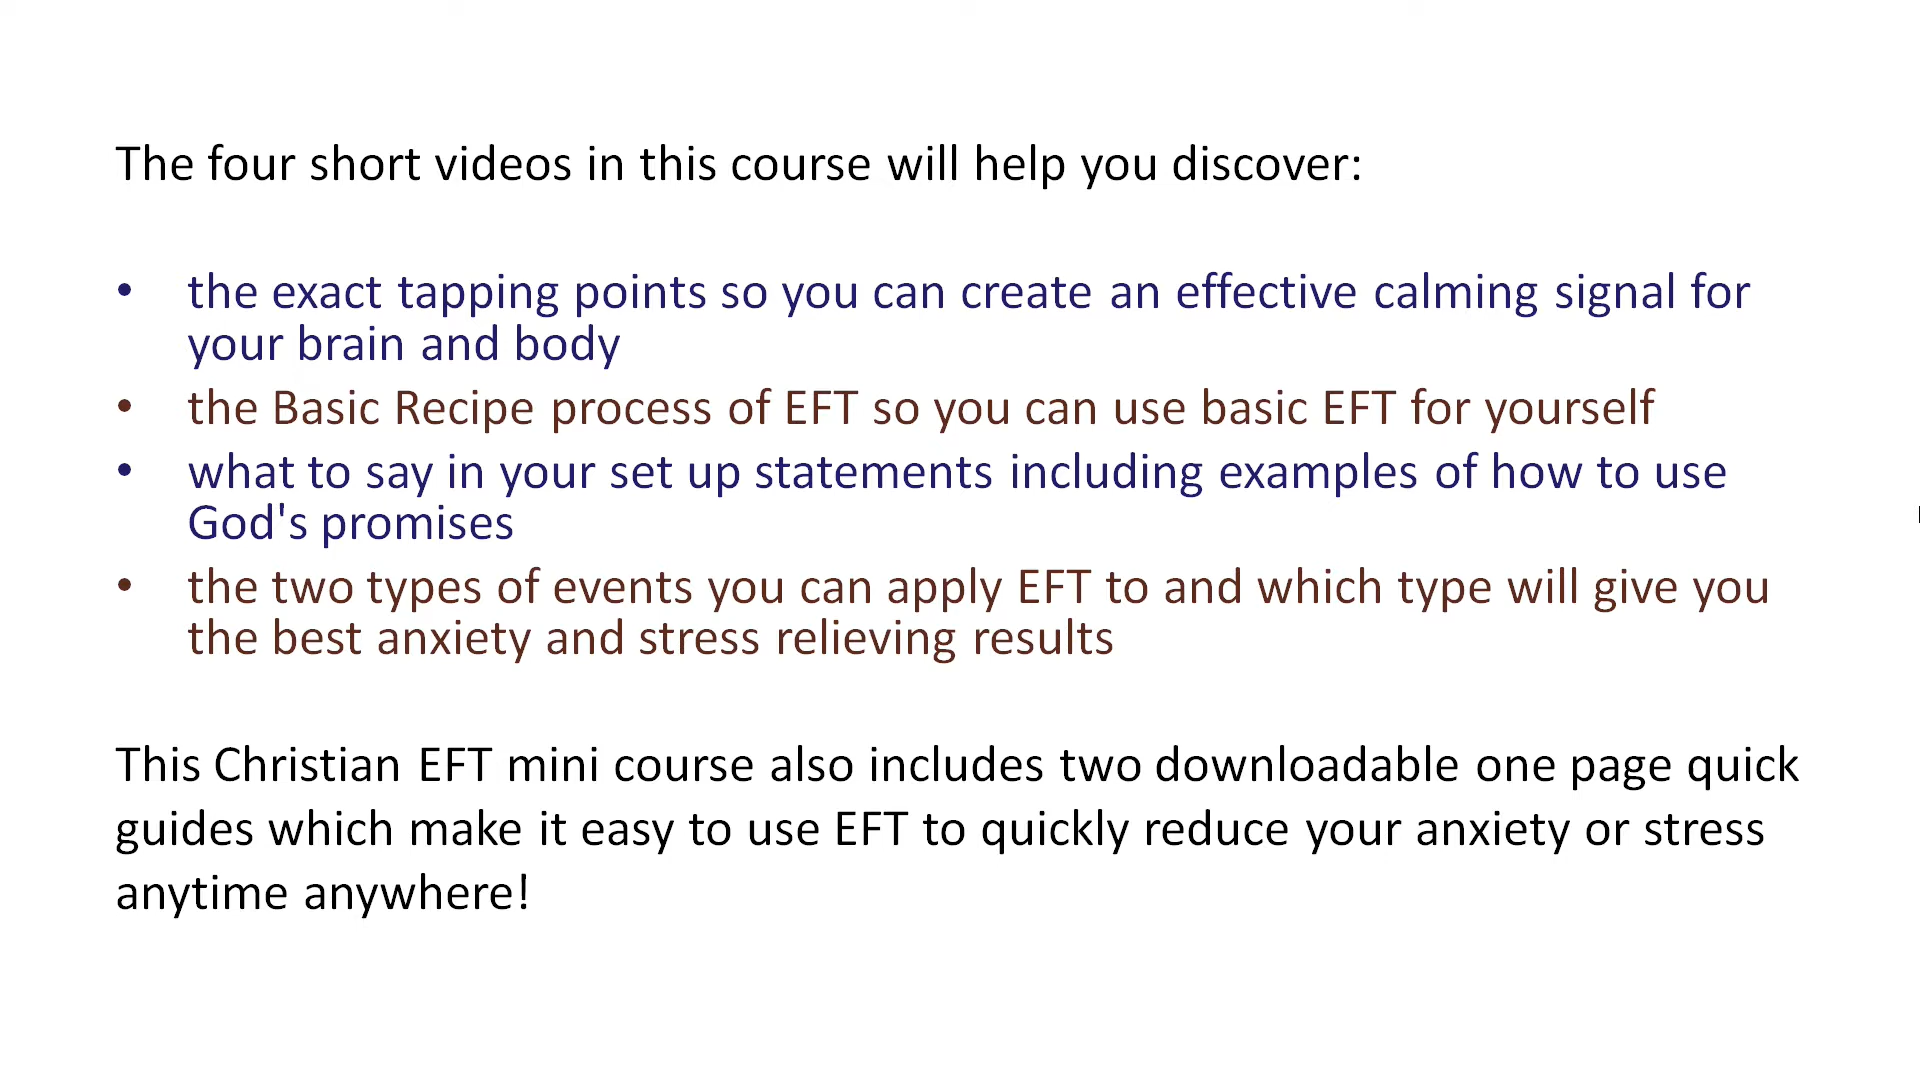 The four short videos in this course will help you discover:
• the exact tapping points so you can create an effective calming signal for
your brain and body
• the Basic Recipe process of EFT so you can use basic EFT for yourself
• what to say in your set up statements including examples of how to use
God's promises
• the two types of events you can apply EFT to and which type will give you
the best anxiety and stress relieving results
This Christian EFT mini course also includes two downloadable one page quick
guides which make it easy to use EFT to quickly reduce your anxiety or stress
anytime anywhere!